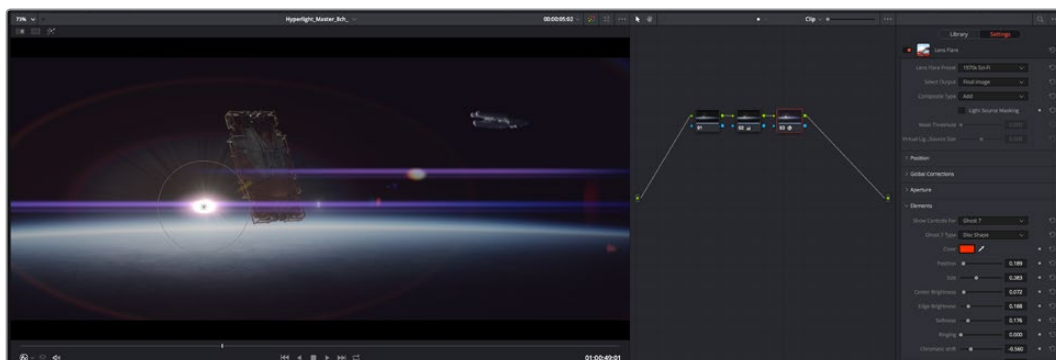 73%
Hyperlight_Master_8ch_
00:00:05:02
Clip
Library
Settings
Lens Flare
Lens Flare Preset
1970s Sci-Fi
Select Output
Final Image
Composite Type
Add
Light Source Masking
Position
Global Corrections
Aperture
Elements
Show Controls For
Ghost 7
Ghost 7 Type
Disc Shape
Color
Position
0.189
Size
0.283
Center Brightness
0.072
Edge Brightness
0.188
Softness
0.176
Ringing
0.000
Chromatic Shift
-0.560
01
01:00:49:01